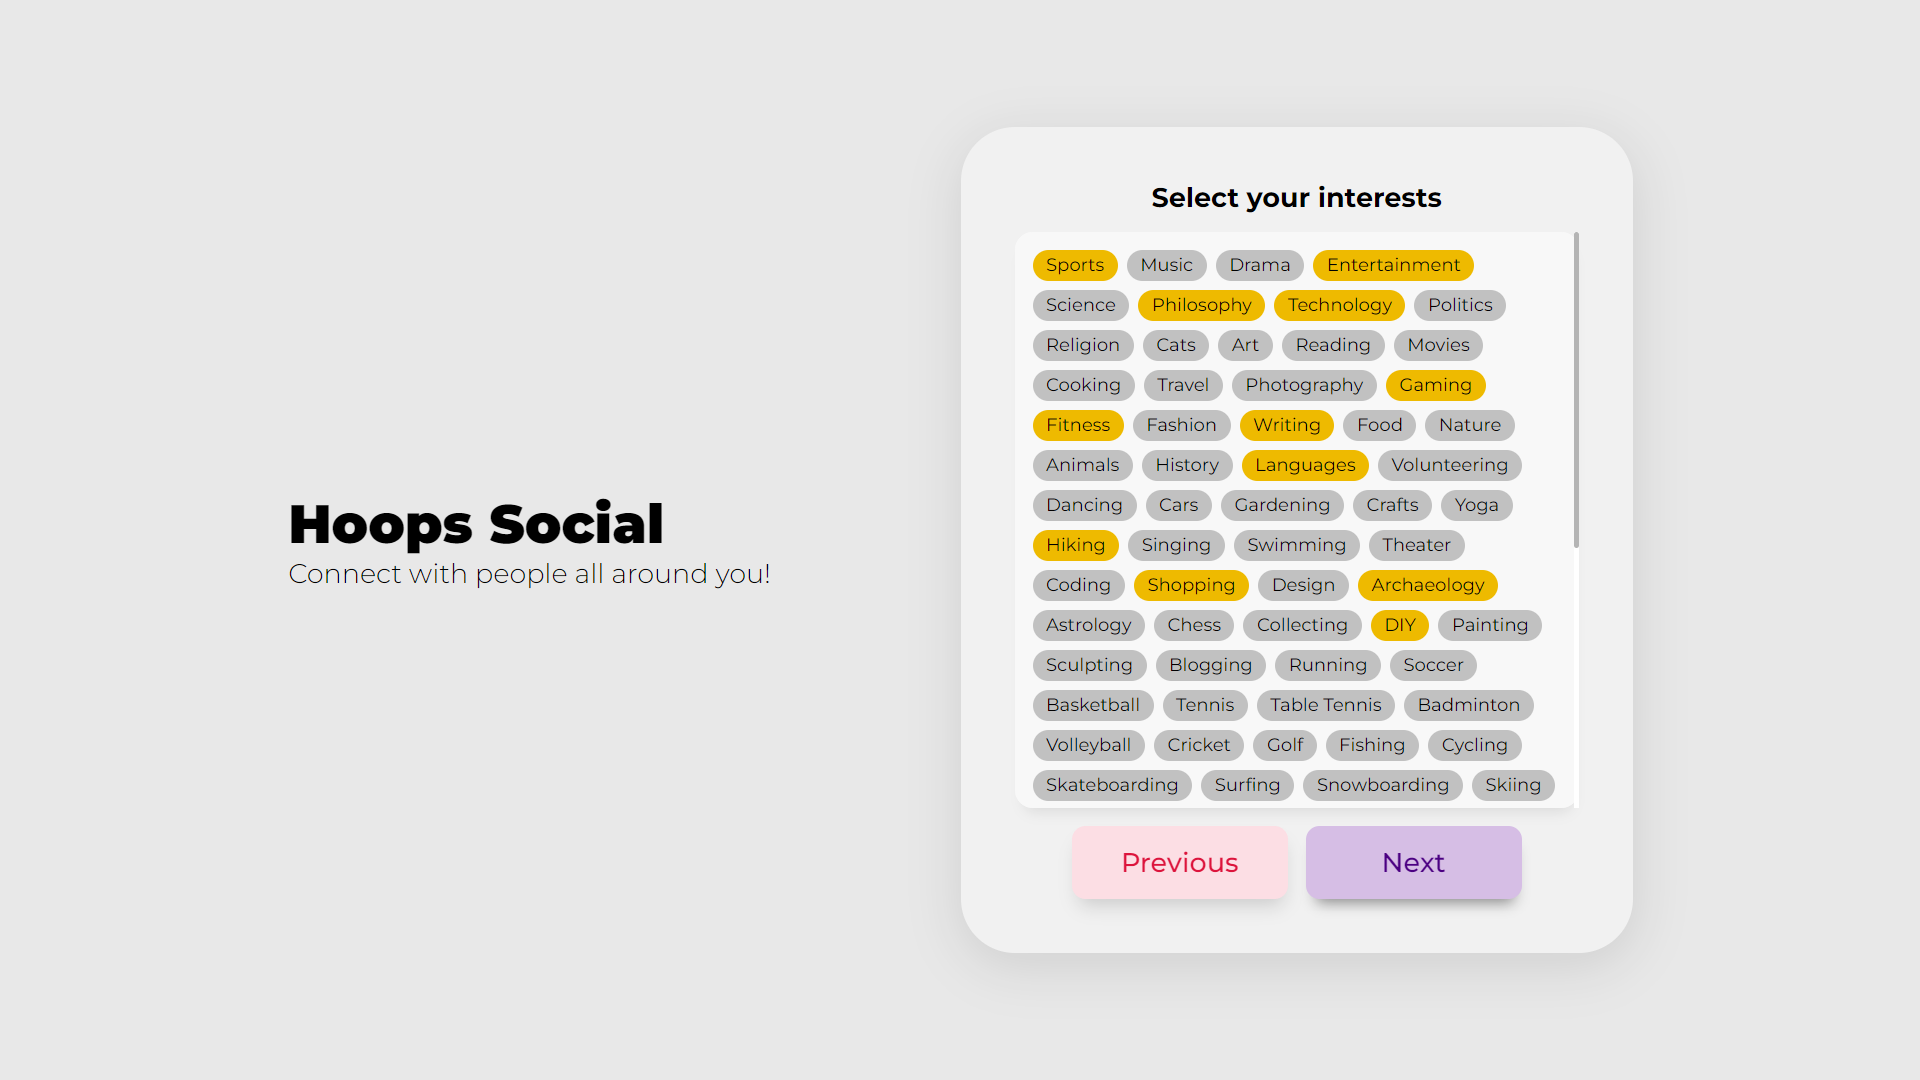 Hoops Social
Connect with people all around you!
Select your interests
Sports Music Drama Entertainment
Science Philosophy Technology Politics
Religion Cats Art Reading Movies
Cooking Travel Photography Gaming
Fitness Fashion Writing Food Nature
Animals History Languages Volunteering
Dancing Cars Gardening Crafts Yoga
Hiking Singing Swimming Theater
Coding Shopping Design Archaeology
Astrology Chess Collecting DIY Painting
Sculpting Blogging Running Soccer
Basketball Tennis Table Tennis Badminton
Volleyball Cricket Golf Fishing Cycling
Skateboarding Surfing Snowboarding Skiing
Previous Next